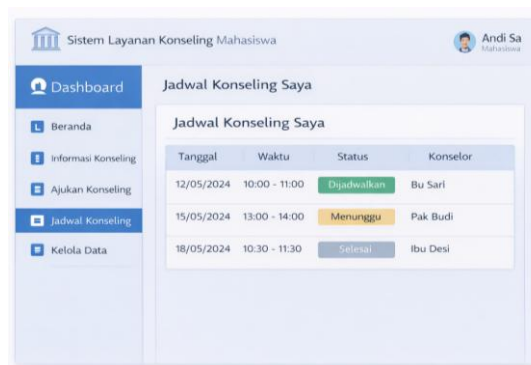 Sistem Layanan Konseling Mahasiswa
Andi Sa
Mahasiswa
Dashboard
Beranda
Informasi Konseling
Ajukan Konseling
Jadwal Konseling
Kelola Data
Jadwal Konseling Saya
Jadwal Konseling Saya
Tanggal Waktu Status Konselor
12/05/2024 10:00 - 11:00 Dijadwalkan Bu Sari
15/05/2024 13:00 - 14:00 Menunggu Pak Budi
18/05/2024 10:30 - 11:30 Selesai Ibu Desi